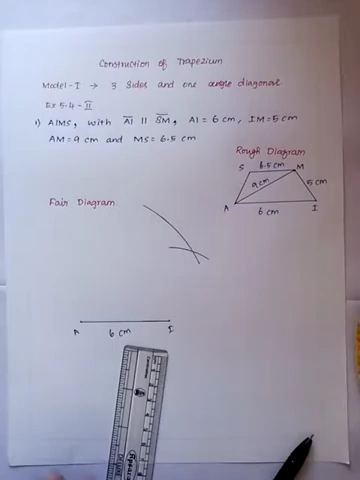 Construction of Trapezium
Model-I → 3 sides and one diagonal
Ex 5.4 - II
1) AIMS, with AI || SM, AI = 6 cm, IM = 5 cm
AM = 9 cm and MS = 6.5 cm
Rough Diagram
S 6.5 cm M
9 cm 5 cm
A 6 cm I
Fair Diagram
A 6 cm I